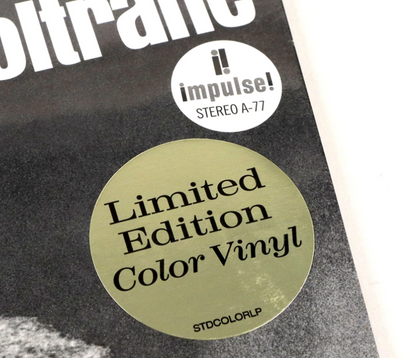 oltrane
i!
impulse!
STEREO A-77
Limited
Edition
Color Vinyl
STDCOLORLP